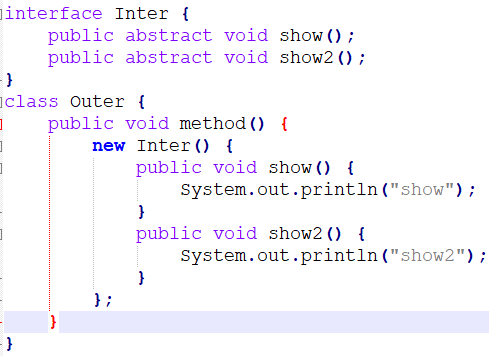 interface Inter {
    public abstract void show();
    public abstract void show2();
}
class Outer {
    public void method() {
        new Inter() {
            public void show() {
                System.out.println("show");
            }
            public void show2() {
                System.out.println("show2");
            }
        };
    }
}